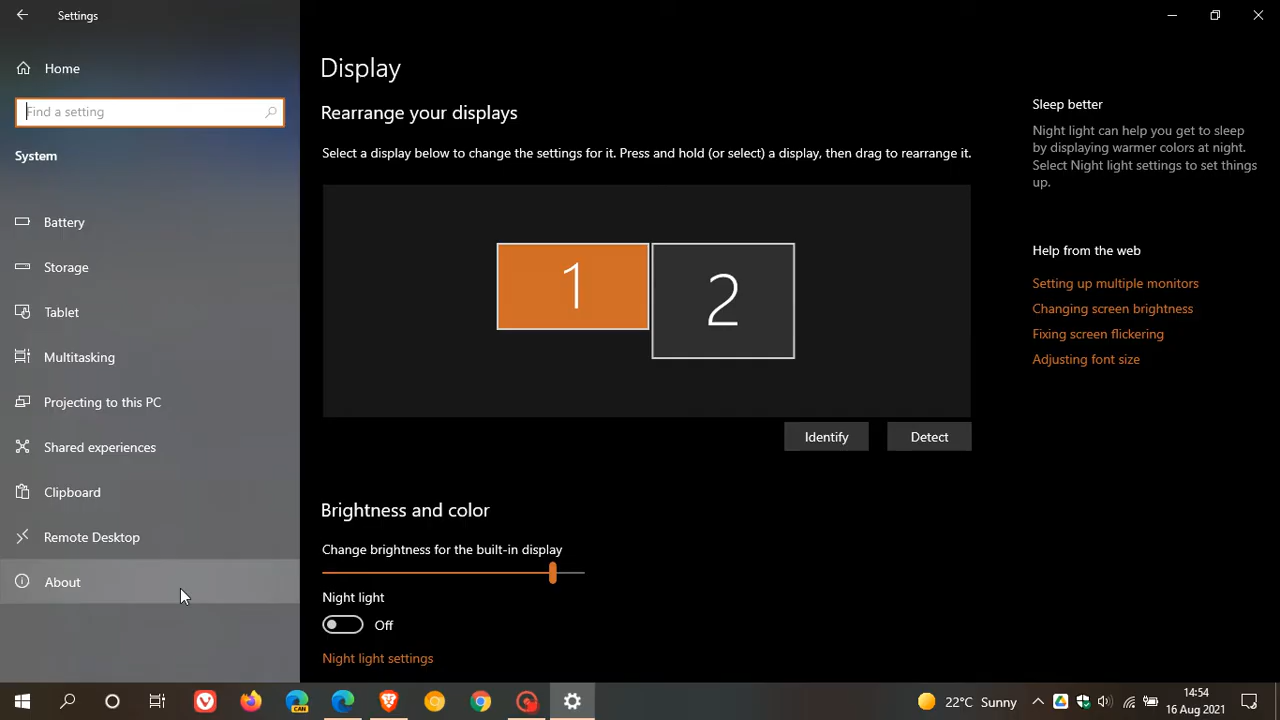 Settings
Home
Find a setting
System
Battery
Storage
Tablet
Multitasking
Projecting to this PC
Shared experiences
Clipboard
Remote Desktop
About
Display
Rearrange your displays
Select a display below to change the settings for it. Press and hold (or select) a display, then drag to rearrange it.
1
2
Identify
Detect
Brightness and color
Change brightness for the built-in display
Night light
Off
Night light settings
Sleep better
Night light can help you get to sleep
by displaying warmer colors at night.
Select Night light settings to set things
up.
Help from the web
Setting up multiple monitors
Changing screen brightness
Fixing screen flickering
Adjusting font size
CAN
22°C Sunny
14:54
16 Aug 2021